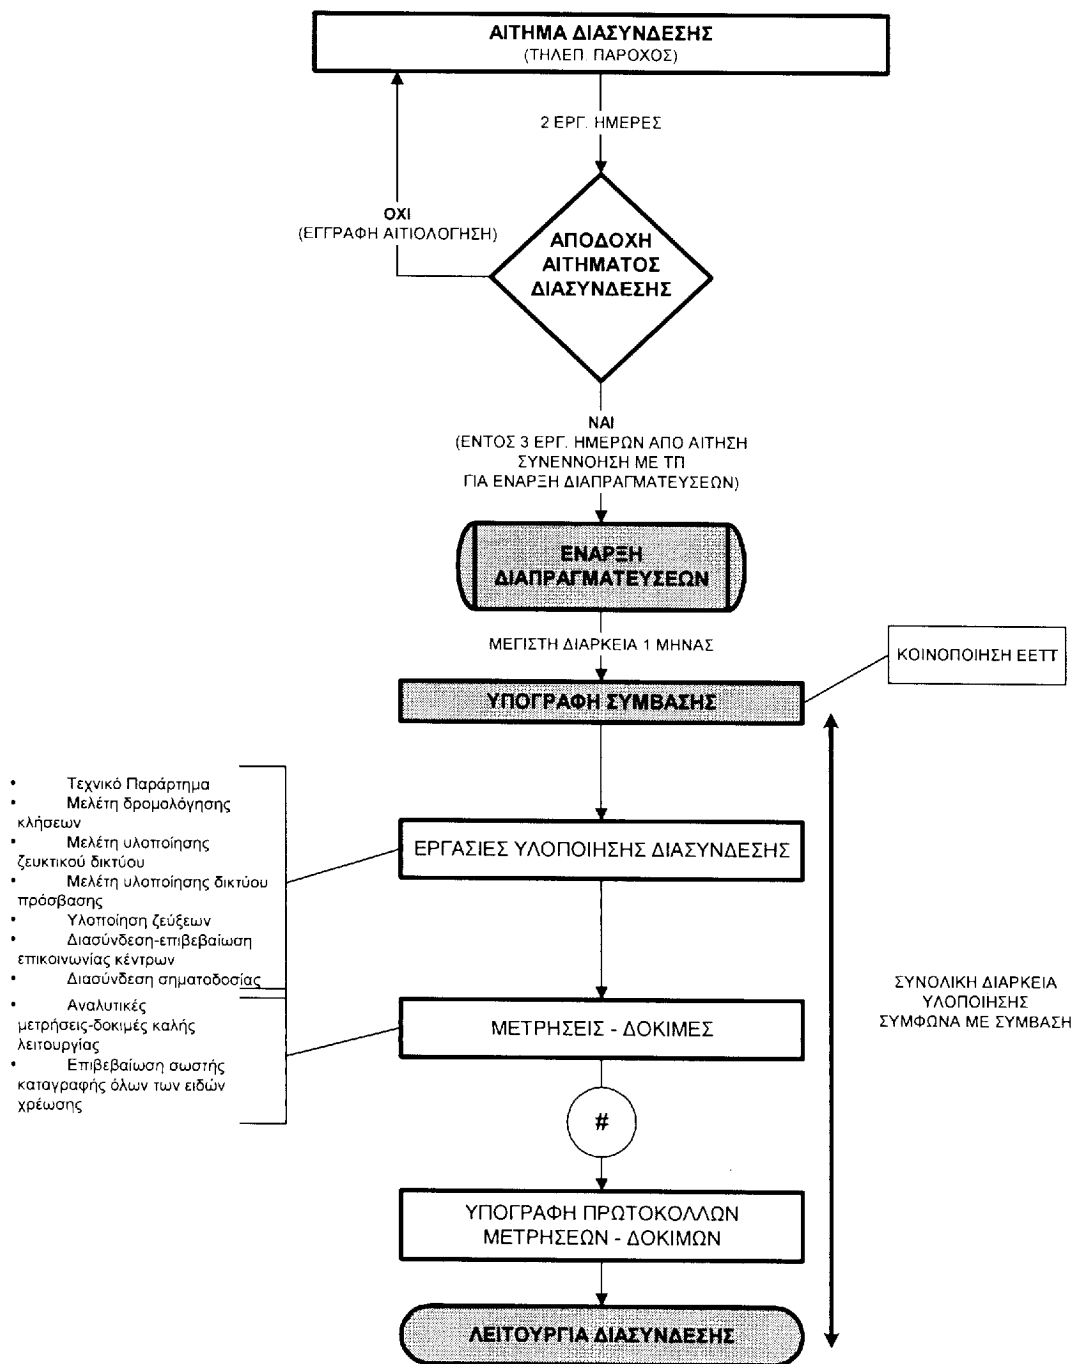 ΑΙΤΗΜΑ ΔΙΑΣΥΝΔΕΣΗΣ
(ΤΗΛΕΠ. ΠΑΡΟΧΟΣ)
2 ΕΡΓ. ΗΜΕΡΕΣ
ΟΧΙ
(ΕΓΓΡΑΦΗ ΑΙΤΙΟΛΟΓΗΣΗ)
ΑΠΟΔΟΧΗ
ΑΙΤΗΜΑΤΟΣ
ΔΙΑΣΥΝΔΕΣΗΣ
ΝΑΙ
(ΕΝΤΟΣ 3 ΕΡΓ. ΗΜΕΡΩΝ ΑΠΟ ΑΙΤΗΣΗ
ΣΥΝΕΝΝΟΗΣΗ ΜΕ ΤΠ
ΓΙΑ ΕΝΑΡΞΗ ΔΙΑΠΡΑΓΜΑΤΕΥΣΕΩΝ)
ΕΝΑΡΞΗ
ΔΙΑΠΡΑΓΜΑΤΕΥΣΕΩΝ
ΜΕΓΙΣΤΗ ΔΙΑΡΚΕΙΑ 1 ΜΗΝΑΣ
ΚΟΙΝΟΠΟΙΗΣΗ ΕΕΤΤ
ΥΠΟΓΡΑΦΗ ΣΥΜΒΑΣΗΣ
• Τεχνικό Παράρτημα
• Μελέτη δρομολόγησης
κλήσεων
• Μελέτη υλοποίησης
ζευκτικού δικτύου
• Μελέτη υλοποίησης δικτύου
πρόσβασης
• Υλοποίηση ζεύξεων
• Διασύνδεση-επιβεβαίωση
επικοινωνίας κέντρων
• Διασύνδεση σηματοδοσίας
ΕΡΓΑΣΙΕΣ ΥΛΟΠΟΙΗΣΗΣ ΔΙΑΣΥΝΔΕΣΗΣ
• Αναλυτικές
μετρήσεις-δοκιμές καλής
λειτουργίας
• Επιβεβαίωση σωστής
καταγραφής όλων των ειδών
χρέωσης
ΜΕΤΡΗΣΕΙΣ - ΔΟΚΙΜΕΣ
ΣΥΝΟΛΙΚΗ ΔΙΑΡΚΕΙΑ
ΥΛΟΠΟΙΗΣΗΣ
ΣΥΜΦΩΝΑ ΜΕ ΣΥΜΒΑΣΗ
#
ΥΠΟΓΡΑΦΗ ΠΡΩΤΟΚΟΛΛΩΝ
ΜΕΤΡΗΣΕΩΝ - ΔΟΚΙΜΩΝ
ΛΕΙΤΟΥΡΓΙΑ ΔΙΑΣΥΝΔΕΣΗΣ